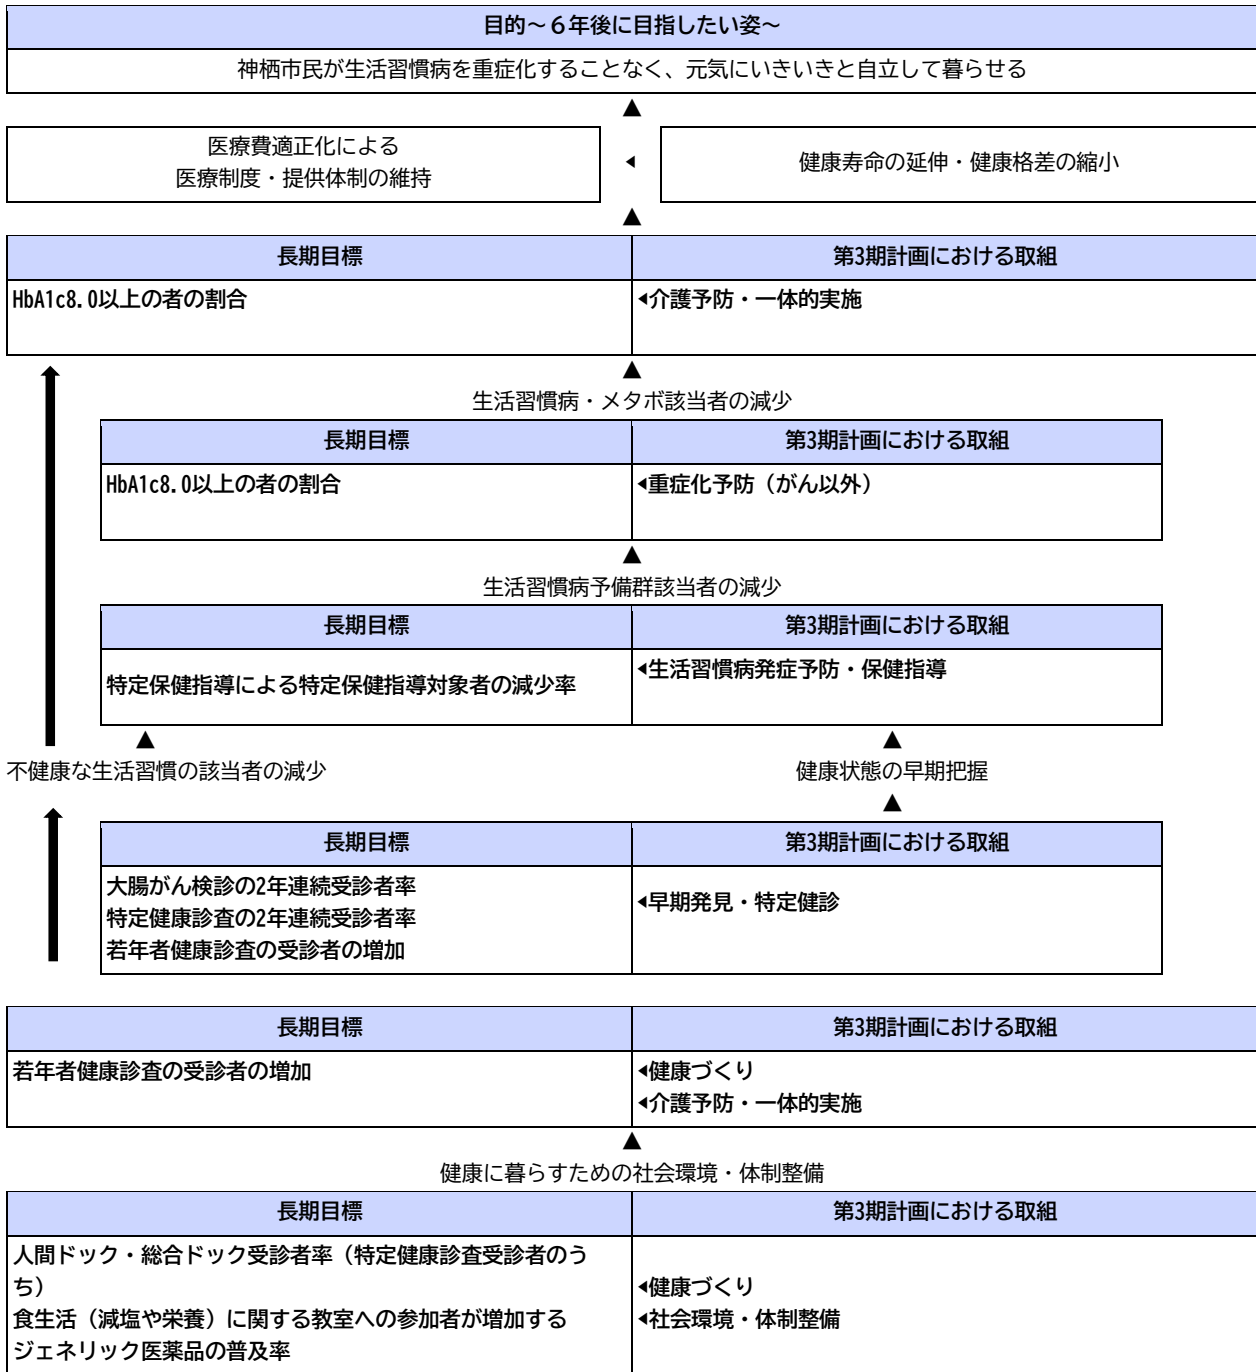 目的～６年後に目指したい姿～
神栖市民が生活習慣病を重症化することなく、元気にいきいきと自立して暮らせる
▲
医療費適正化による
医療制度・提供体制の維持
◀
健康寿命の延伸・健康格差の縮小
▲
長期目標
第3期計画における取組
HbA1c8.0以上の者の割合
◀介護予防・一体的実施
▲
生活習慣病・メタボ該当者の減少
長期目標
第3期計画における取組
HbA1c8.0以上の者の割合
◀重症化予防（がん以外）
▲
生活習慣病予備群該当者の減少
長期目標
第3期計画における取組
特定保健指導による特定保健指導対象者の減少率
◀生活習慣病発症予防・保健指導
▲
▲
不健康な生活習慣の該当者の減少
健康状態の早期把握
▲
長期目標
第3期計画における取組
大腸がん検診の2年連続受診者率
特定健康診査の2年連続受診者率
若年者健康診査の受診者の増加
◀早期発見・特定健診
長期目標
第3期計画における取組
若年者健康診査の受診者の増加
◀健康づくり
◀介護予防・一体的実施
▲
健康に暮らすための社会環境・体制整備
長期目標
第3期計画における取組
人間ドック・総合ドック受診者率（特定健康診査受診者のう
ち）
食生活（減塩や栄養）に関する教室への参加者が増加する
ジェネリック医薬品の普及率
◀健康づくり
◀社会環境・体制整備